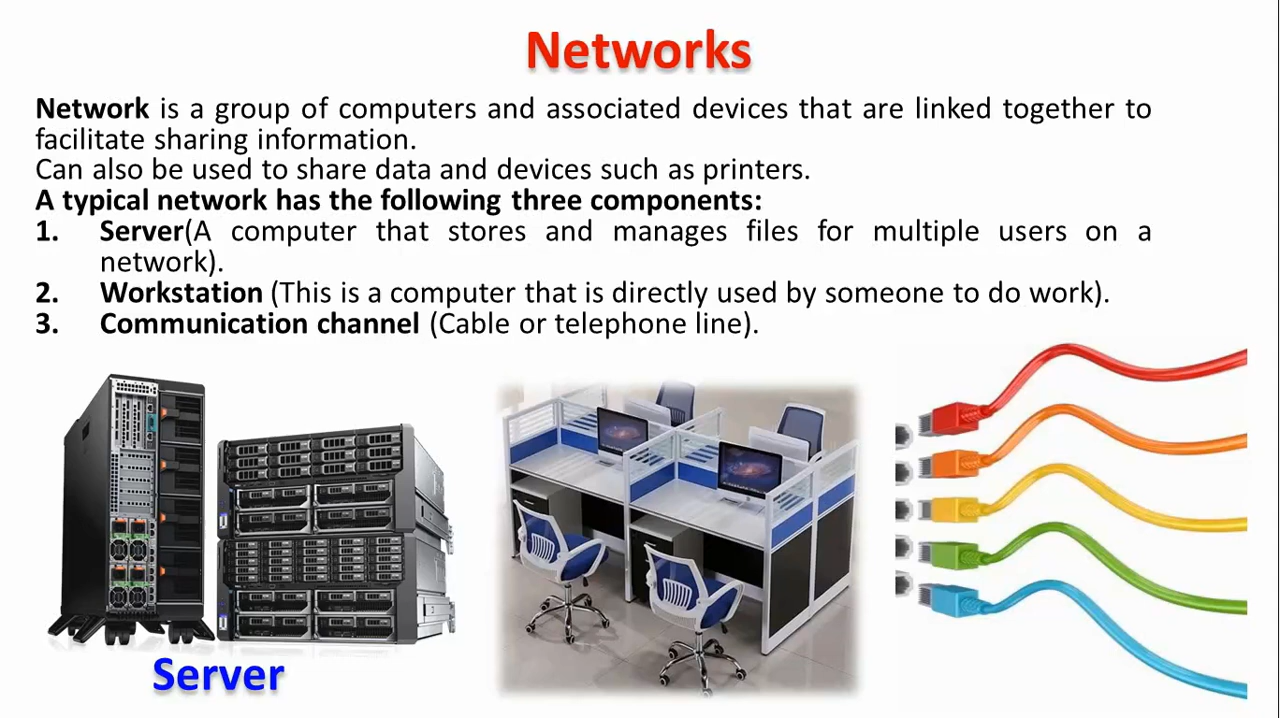 Networks
Network is a group of computers and associated devices that are linked together to
facilitate sharing information.
Can also be used to share data and devices such as printers.
A typical network has the following three components:
1. Server(A computer that stores and manages files for multiple users on a
network).
2. Workstation (This is a computer that is directly used by someone to do work).
3. Communication channel (Cable or telephone line).
Server